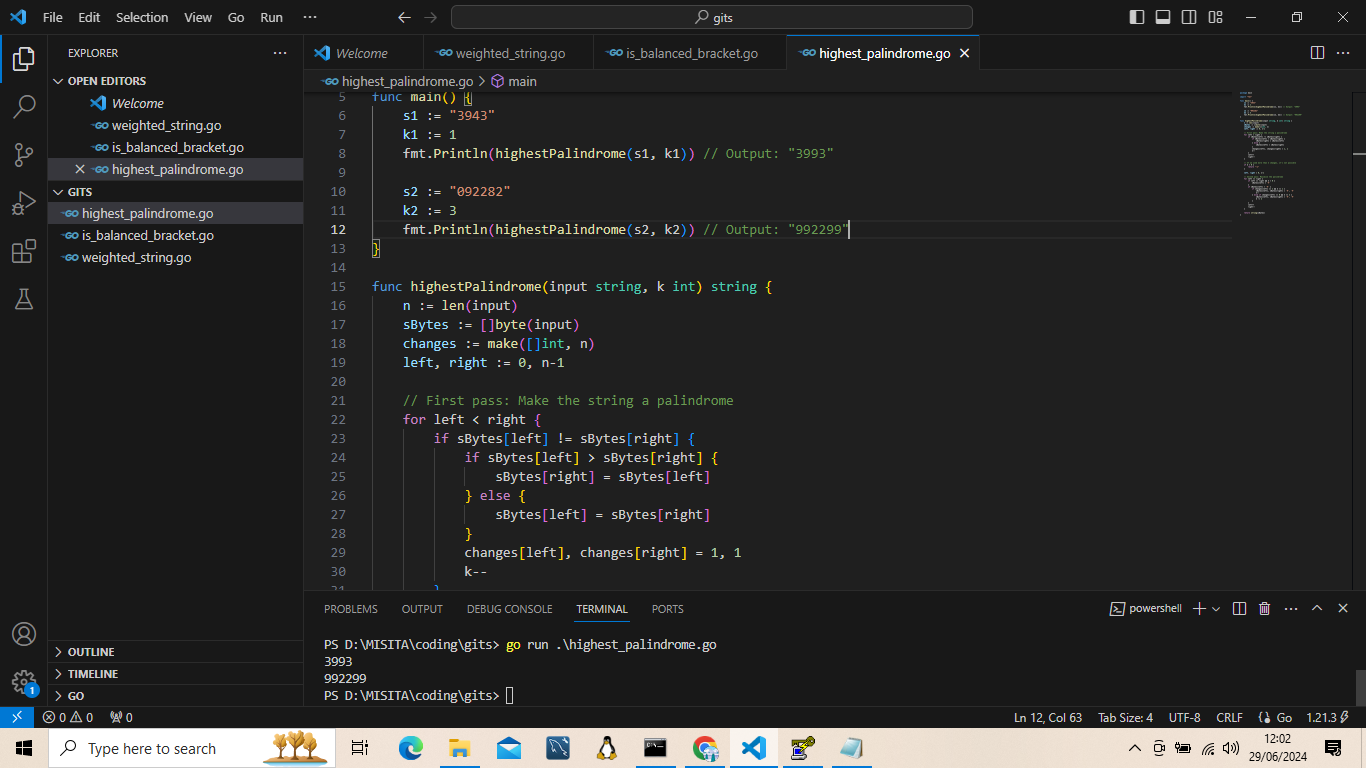 File Edit Selection View Go Run ···
gits
EXPLORER
OPEN EDITORS
Welcome
weighted_string.go
is_balanced_bracket.go
highest_palindrome.go
GITS
highest_palindrome.go
is_balanced_bracket.go
weighted_string.go
OUTLINE
TIMELINE
GO
Welcome
weighted_string.go
is_balanced_bracket.go
highest_palindrome.go
highest_palindrome.go > main
5 func main() {
6 s1 := "3943"
7 k1 := 1
8 fmt.Println(highestPalindrome(s1, k1)) // Output: "3993"
9
10 s2 := "092282"
11 k2 := 3
12 fmt.Println(highestPalindrome(s2, k2)) // Output: "992299"
13 }
14
15 func highestPalindrome(input string, k int) string {
16 n := len(input)
17 sBytes := []byte(input)
18 changes := make([]int, n)
19 left, right := 0, n-1
20
21 // First pass: Make the string a palindrome
22 for left < right {
23 if sBytes[left] != sBytes[right] {
24 if sBytes[left] > sBytes[right] {
25 sBytes[right] = sBytes[left]
26 } else {
27 sBytes[left] = sBytes[right]
28 }
29 changes[left], changes[right] = 1, 1
30 k--
31 }
PROBLEMS OUTPUT DEBUG CONSOLE TERMINAL PORTS
powershell
PS D:\MISITA\coding\gits> go run .\highest_palindrome.go
3993
992299
PS D:\MISITA\coding\gits>
1
0 0 0
Ln 12, Col 63 Tab Size: 4 UTF-8 CRLF Go 1.21.3
Type here to search
12:02
29/06/2024